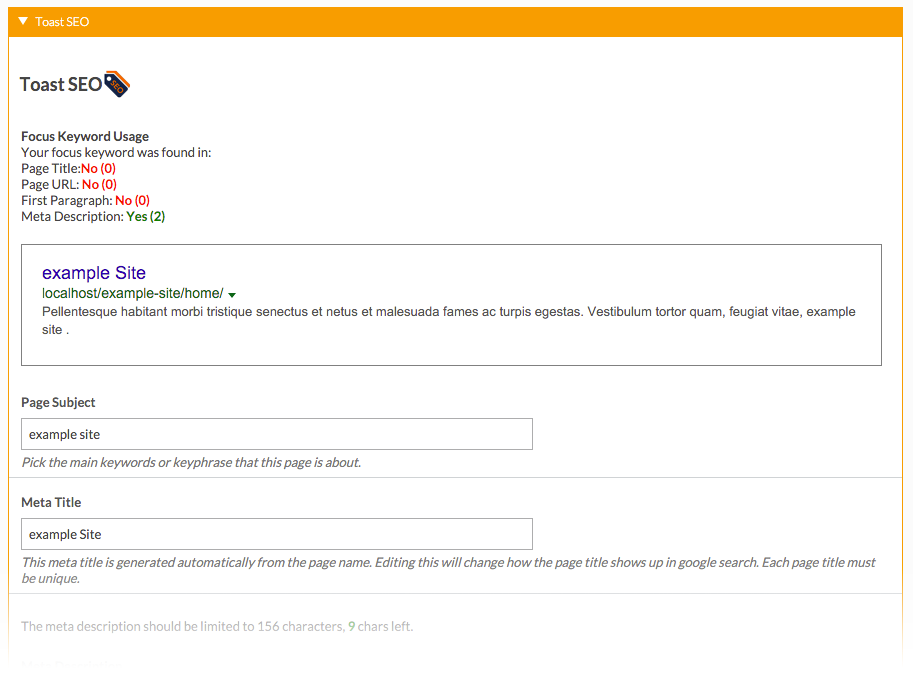 Toast SEO
Toast SEO
SEO
Focus Keyword Usage
Your focus keyword was found in:
Page Title:No (0)
Page URL: No (0)
First Paragraph: No (0)
Meta Description: Yes (2)
example Site
localhost/example-site/home/
Pellentesque habitant morbi tristique senectus et netus et malesuada fames ac turpis egestas. Vestibulum tortor quam, feugiat vitae, example
site .
Page Subject
example site
Pick the main keywords or keyphrase that this page is about.
Meta Title
example Site
This meta title is generated automatically from the page name. Editing this will change how the page title shows up in google search. Each page title must
be unique.
The meta description should be limited to 156 characters, 9 chars left.